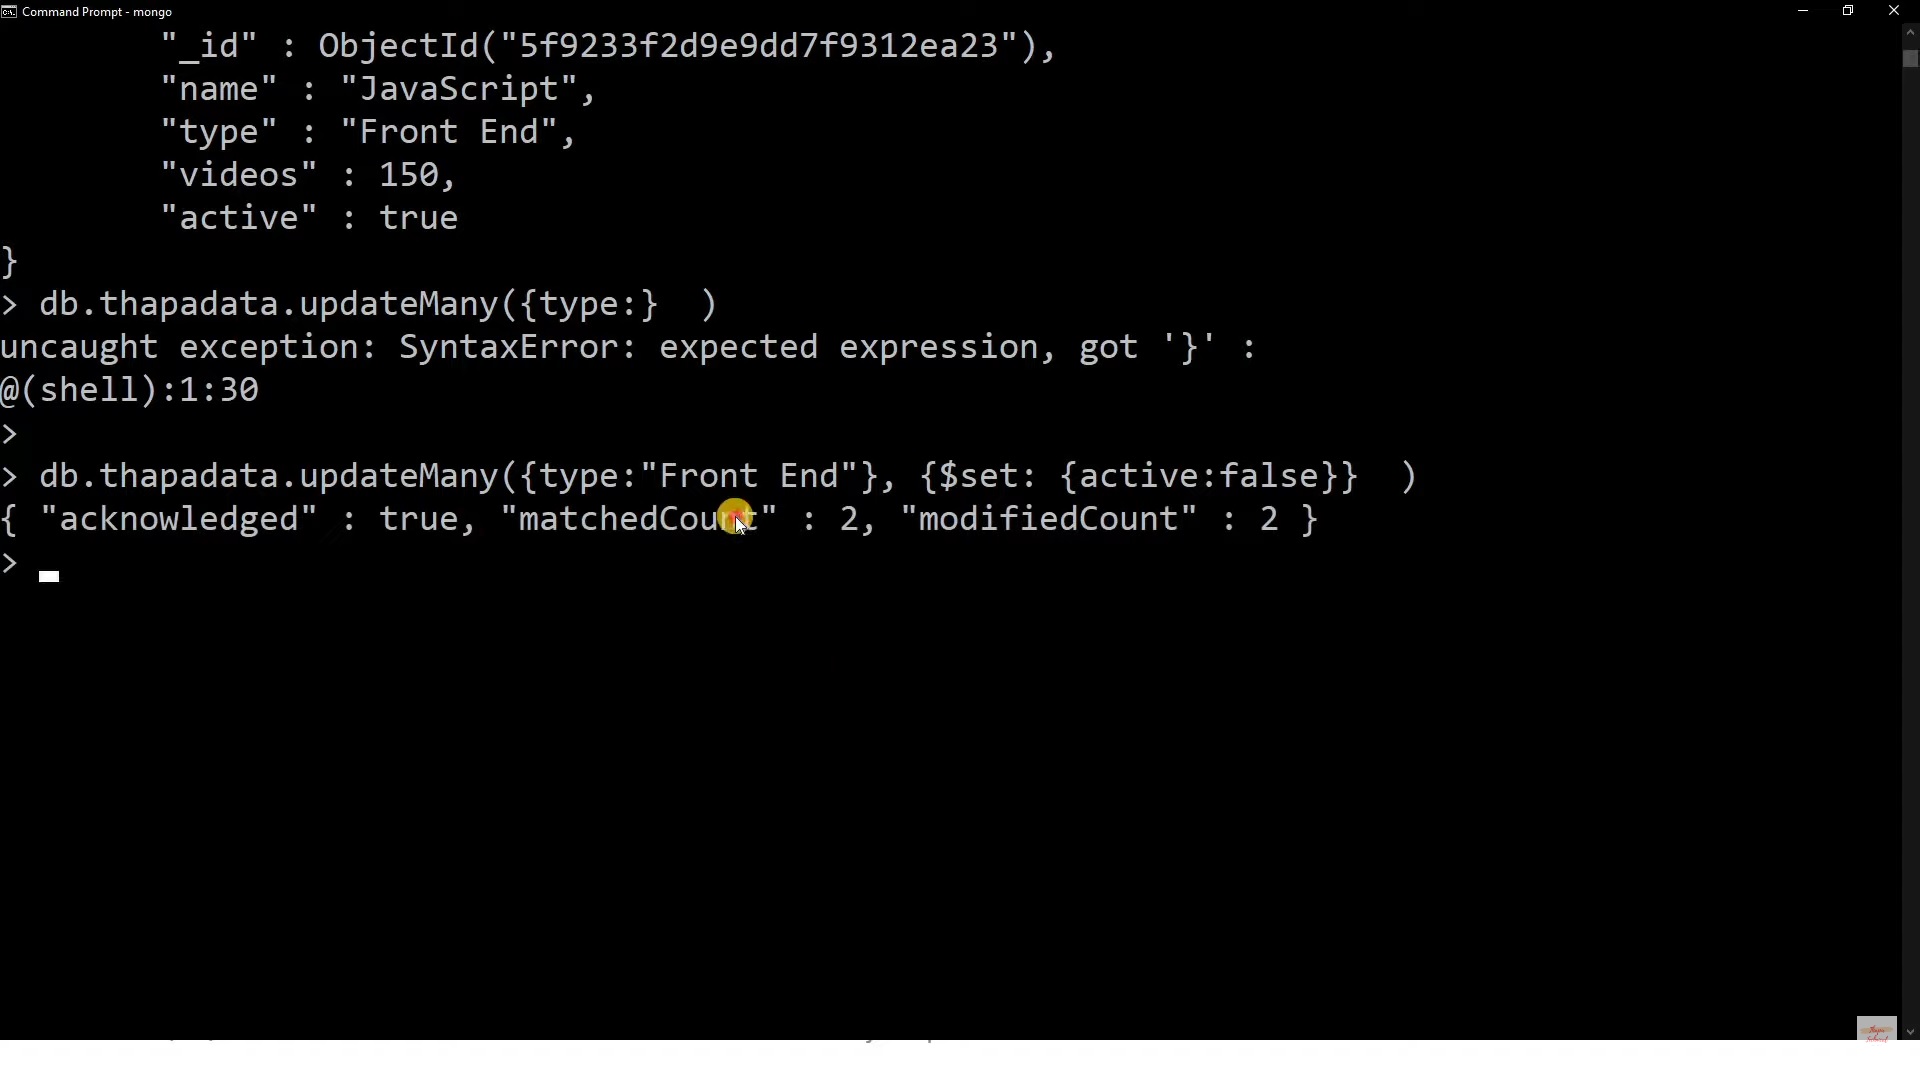 Command Prompt - mongo
"_id" : ObjectId("5f9233f2d9e9dd7f9312ea23"),
"name" : "JavaScript",
"type" : "Front End",
"videos" : 150,
"active" : true
}
> db.thapadata.updateMany({type:}  )
uncaught exception: SyntaxError: expected expression, got '}' :
@(shell):1:30
>
> db.thapadata.updateMany({type:"Front End"}, {$set: {active:false}}  )
{ "acknowledged" : true, "matchedCount" : 2, "modifiedCount" : 2 }
>